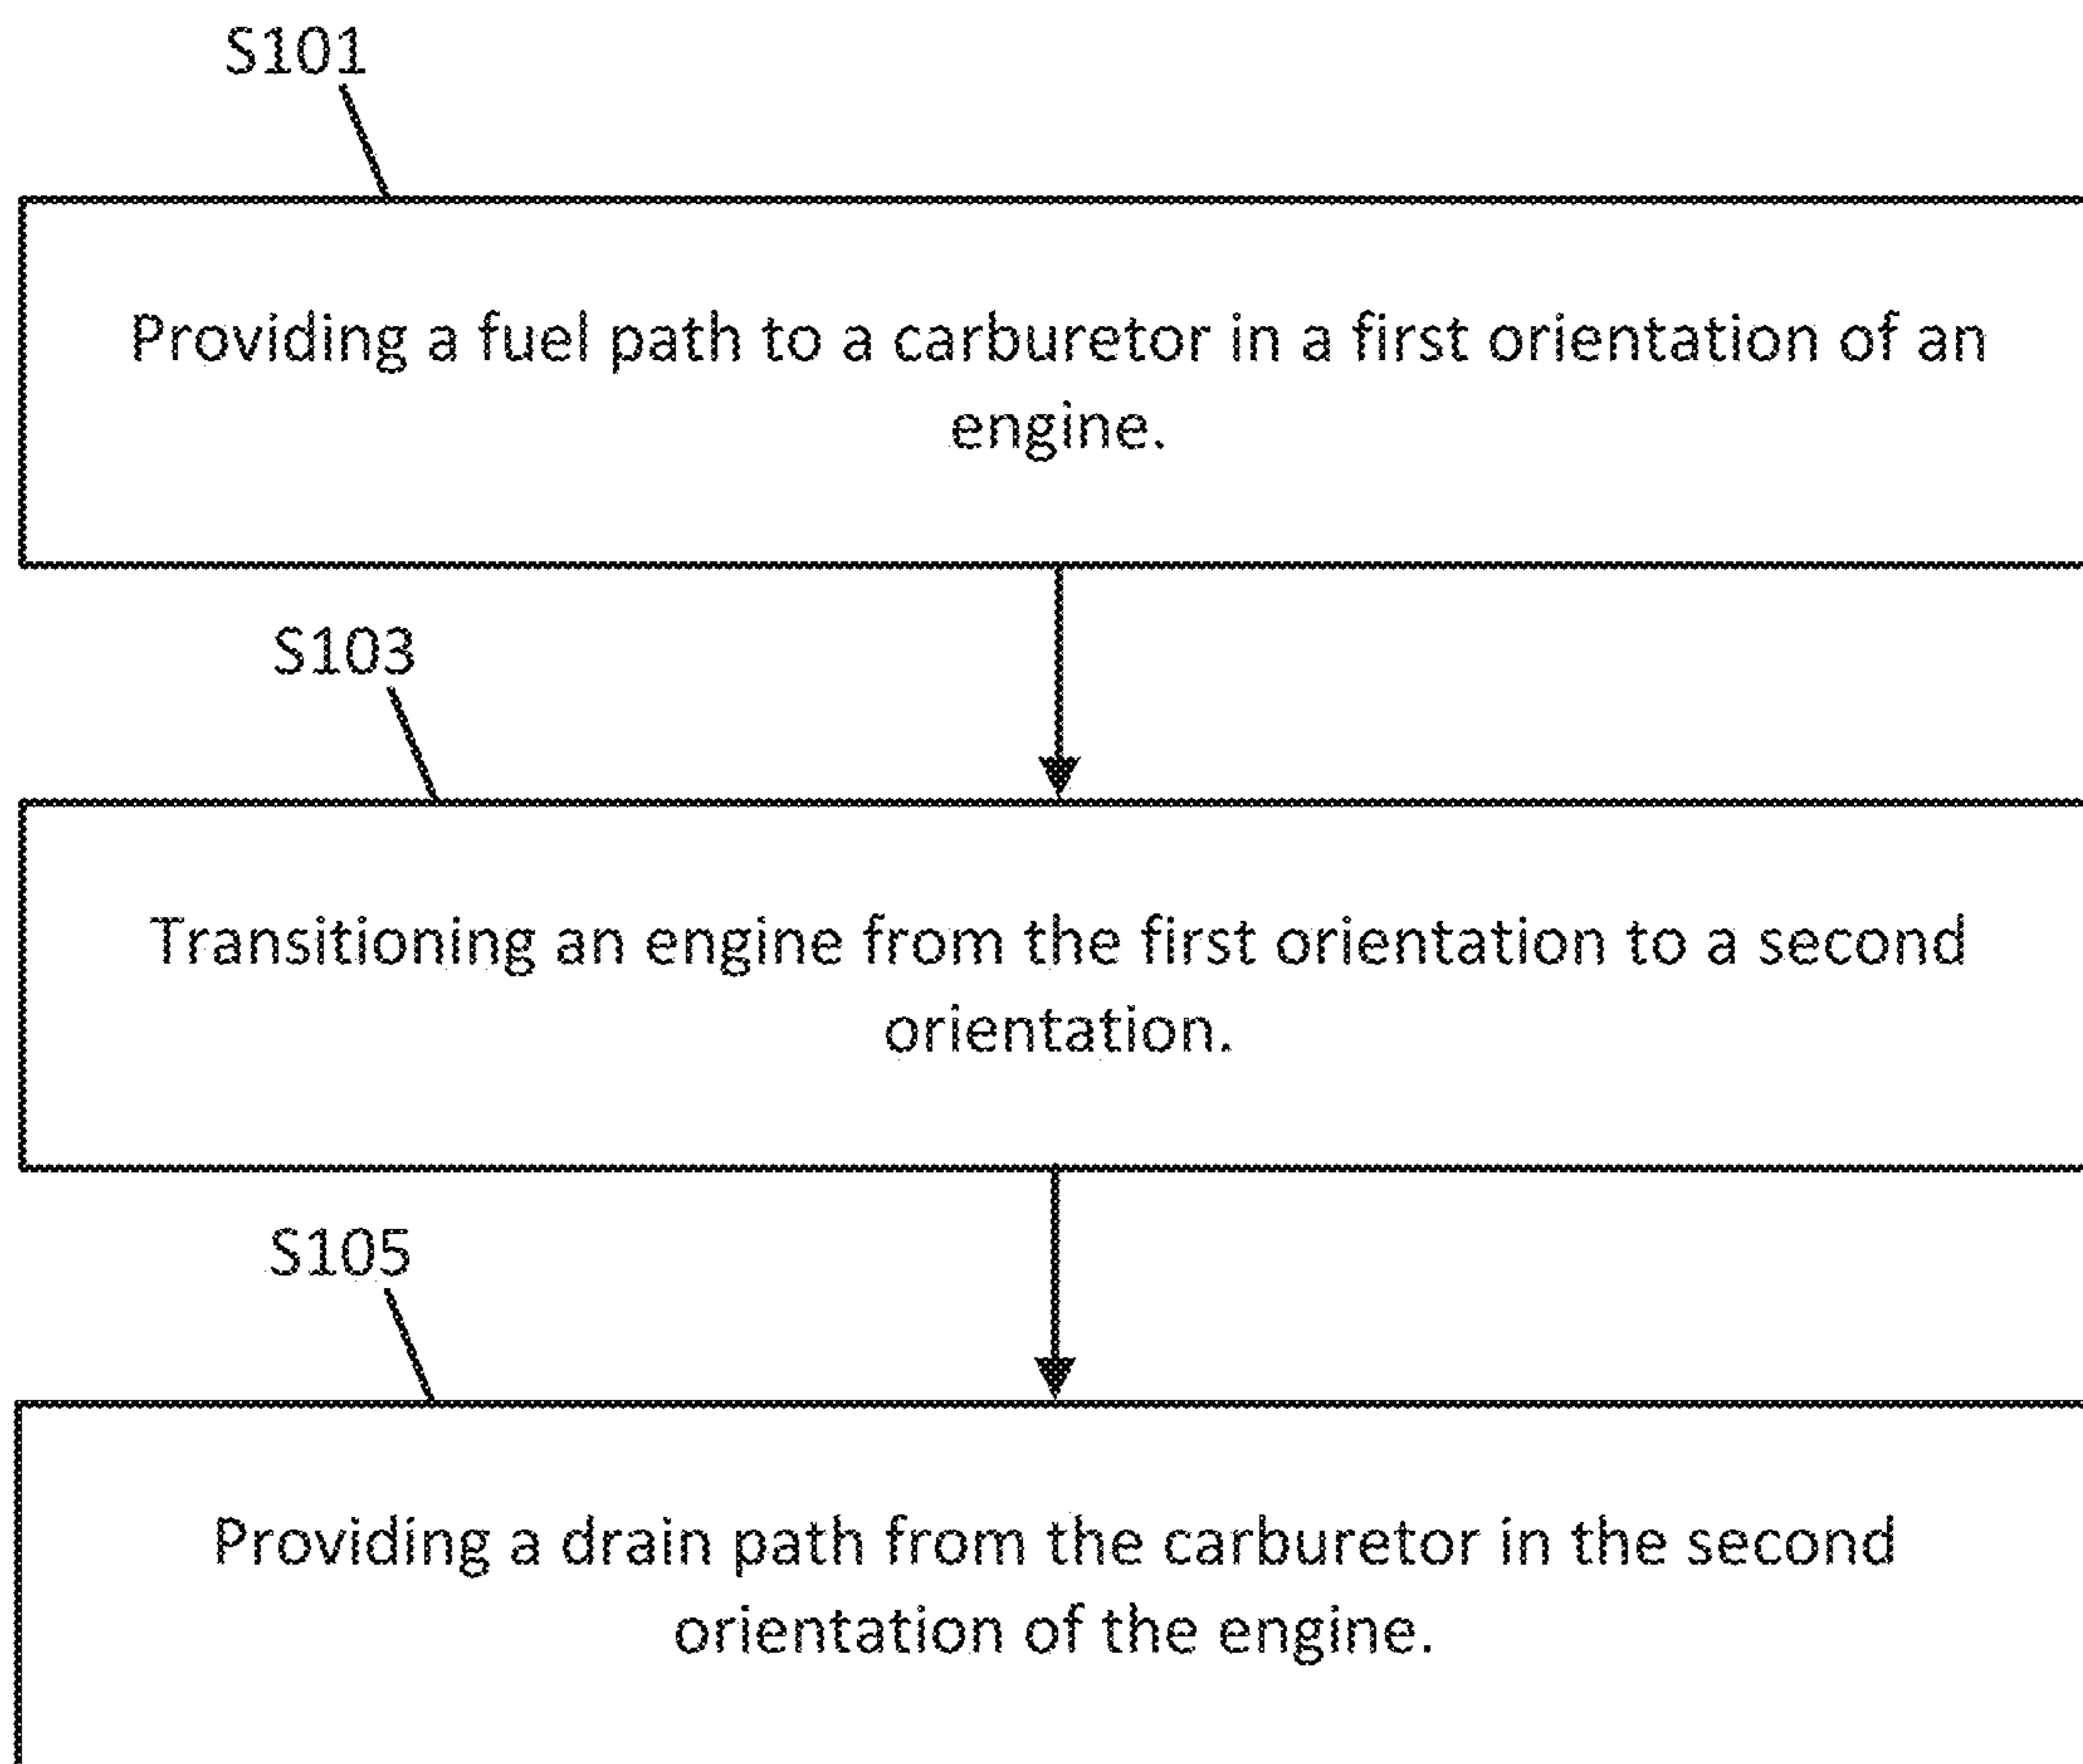 S101
Providing a fuel path to a carburetor in a first orientation of an
engine.
S103
Transitioning an engine from the first orientation to a second
orientation.
S105
Providing a drain path from the carburetor in the second
orientation of the engine.